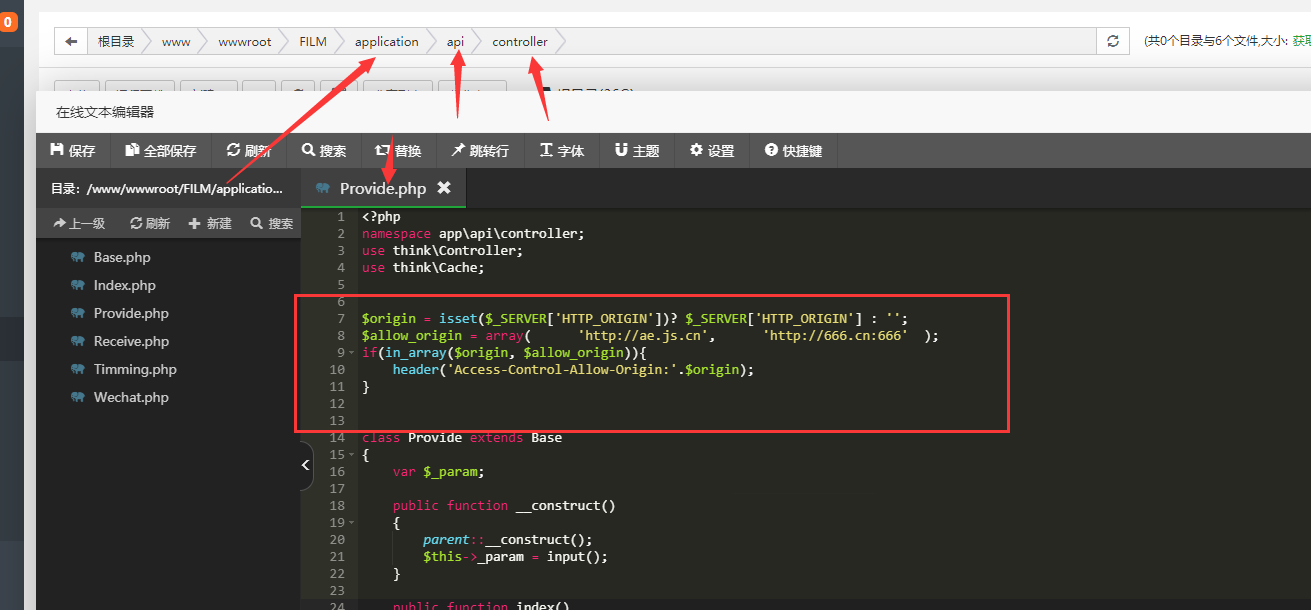 0
根目录 www wwwroot FILM application api controller (共0个目录与6个文件,大小: 获取
在线文本编辑器
保存 全部保存 刷新 搜索 替换 跳转行 字体 主题 设置 快捷键
目录: /www/wwwroot/FILM/applicatio... Provide.php
上一级 刷新 新建 搜索
Base.php
Index.php
Provide.php
Receive.php
Timming.php
Wechat.php
1 <?php
2 namespace app\api\controller;
3 use think\Controller;
4 use think\Cache;
5
6
7 $origin = isset($_SERVER['HTTP_ORIGIN'])? $_SERVER['HTTP_ORIGIN'] : '';
8 $allow_origin = array(      'http://ae.js.cn',      'http://666.cn:666'  );
9 if(in_array($origin, $allow_origin)){
10     header('Access-Control-Allow-Origin:'.$origin);
11 }
12
13
14 class Provide extends Base
15 {
16     var $_param;
17
18     public function __construct()
19     {
20         parent::__construct();
21         $this->_param = input();
22     }
23
24     public function index()